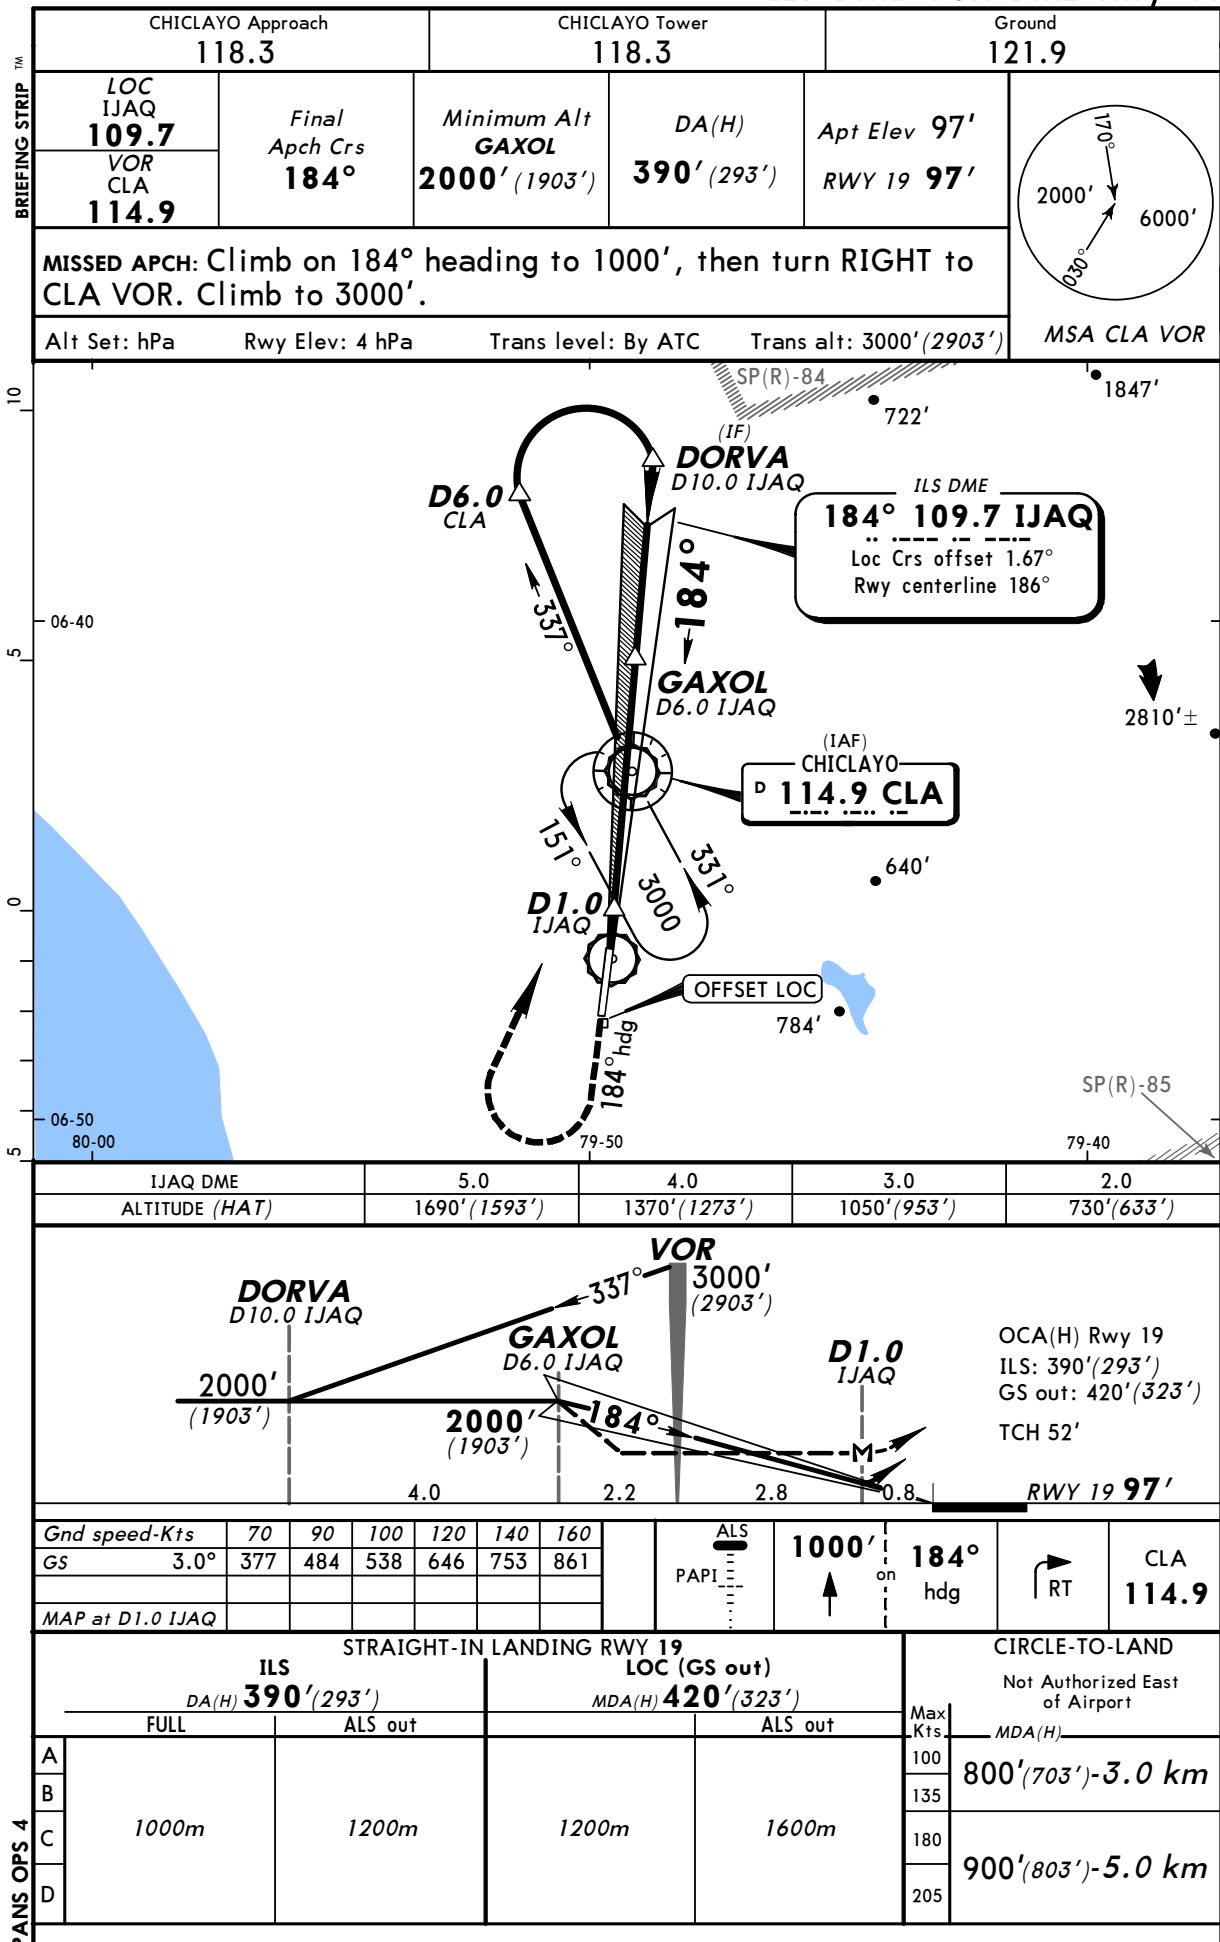 CHICLAYO Approach
118.3
CHICLAYO Tower
118.3
Ground
121.9
BRIEFING STRIP TM
LOC
IJAQ
109.7
VOR
CLA
114.9
Final
Apch Crs
184°
Minimum Alt
GAXOL
2000' (1903')
DA(H)
390' (293')
Apt Elev 97'
RWY 19 97'
170°
2000'
6000'
030°
MSA CLA VOR
MISSED APCH: Climb on 184° heading to 1000', then turn RIGHT to
CLA VOR. Climb to 3000'.
Alt Set: hPa Rwy Elev: 4 hPa Trans level: By ATC Trans alt: 3000' (2903')
SP(R)-84
1847'
722'
10
(IF)
DORVA
D10.0 IJAQ
D6.0
CLA
ILS DME
184° 109.7 IJAQ
Loc Crs offset 1.67°
Rwy centerline 186°
184°
337°
06-40
5
GAXOL
D6.0 IJAQ
2810'±
(IAF)
CHICLAYO
D 114.9 CLA
151°
331°
3000
640'
0
D1.0
IJAQ
OFFSET LOC
784'
184° hdg
SP(R)-85
06-50
80-00
79-50
79-40
5
IJAQ DME 5.0 4.0 3.0 2.0
ALTITUDE (HAT) 1690' (1593') 1370' (1273') 1050' (953') 730' (633')
VOR
3000'
(2903')
337°
DORVA
D10.0 IJAQ
GAXOL
D6.0 IJAQ
D1.0
IJAQ
OCA(H) Rwy 19
ILS: 390' (293')
GS out: 420' (323')
TCH 52'
2000'
(1903')
2000'
(1903')
184°
M
4.0 2.2 2.8 0.8
RWY 19 97'
Gnd speed-Kts 70 90 100 120 140 160
GS 3.0° 377 484 538 646 753 861
MAP at D1.0 IJAQ
ALS
PAPI
1000'
on
184°
hdg
RT
CLA
114.9
STRAIGHT-IN LANDING RWY 19
ILS
DA(H) 390' (293')
LOC (GS out)
MDA(H) 420' (323')
FULL ALS out ALS out
CIRCLE-TO-LAND
Not Authorized East
of Airport
Max
Kts
MDA(H)
A
B
C
D
1000m 1200m 1200m 1600m
100
135
180
205
800' (703')-3.0 km
900' (803')-5.0 km
PANS OPS 4